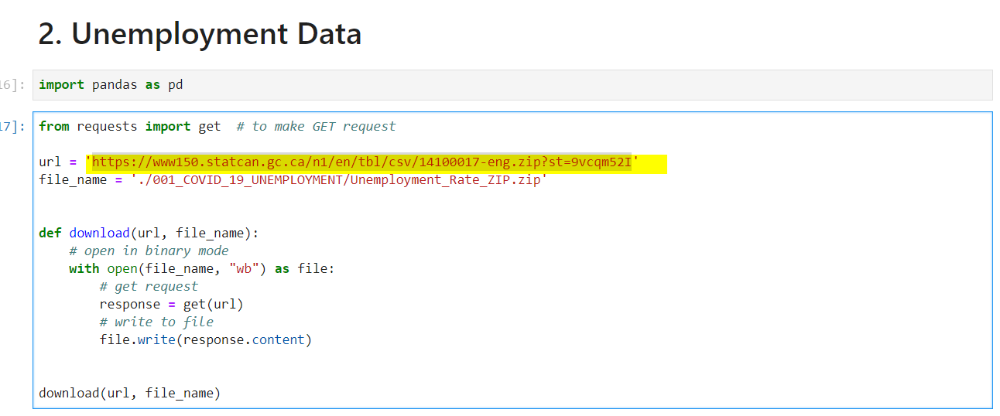 2. Unemployment Data
16]:
import pandas as pd
17]:
from requests import get  # to make GET request
url = 'https://www150.statcan.gc.ca/n1/en/tbl/csv/14100017-eng.zip?st=9vcqm52I'
file_name = './001_COVID_19_UNEMPLOYMENT/Unemployment_Rate_ZIP.zip'
def download(url, file_name):
    # open in binary mode
    with open(file_name, "wb") as file:
        # get request
        response = get(url)
        # write to file
        file.write(response.content)
download(url, file_name)